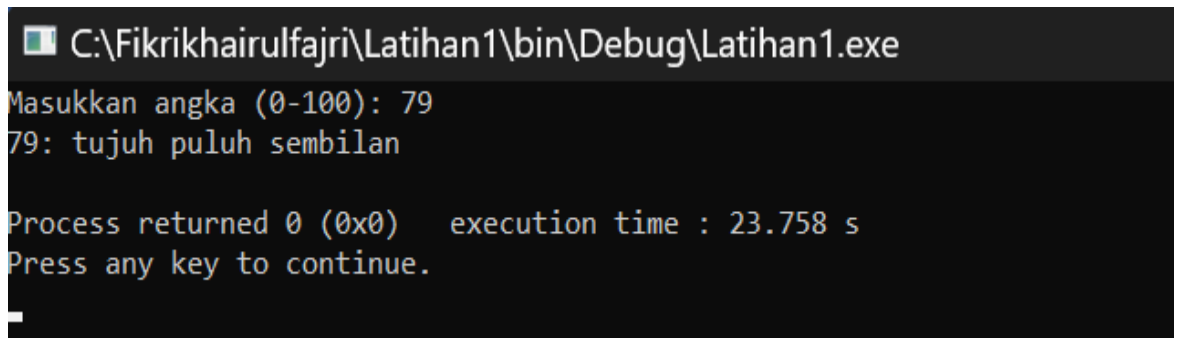 C:\Fikrikhairulfajri\Latihan1\bin\Debug\Latihan1.exe
Masukkan angka (0-100): 79
79: tujuh puluh sembilan
Process returned 0 (0x0)   execution time : 23.758 s
Press any key to continue.